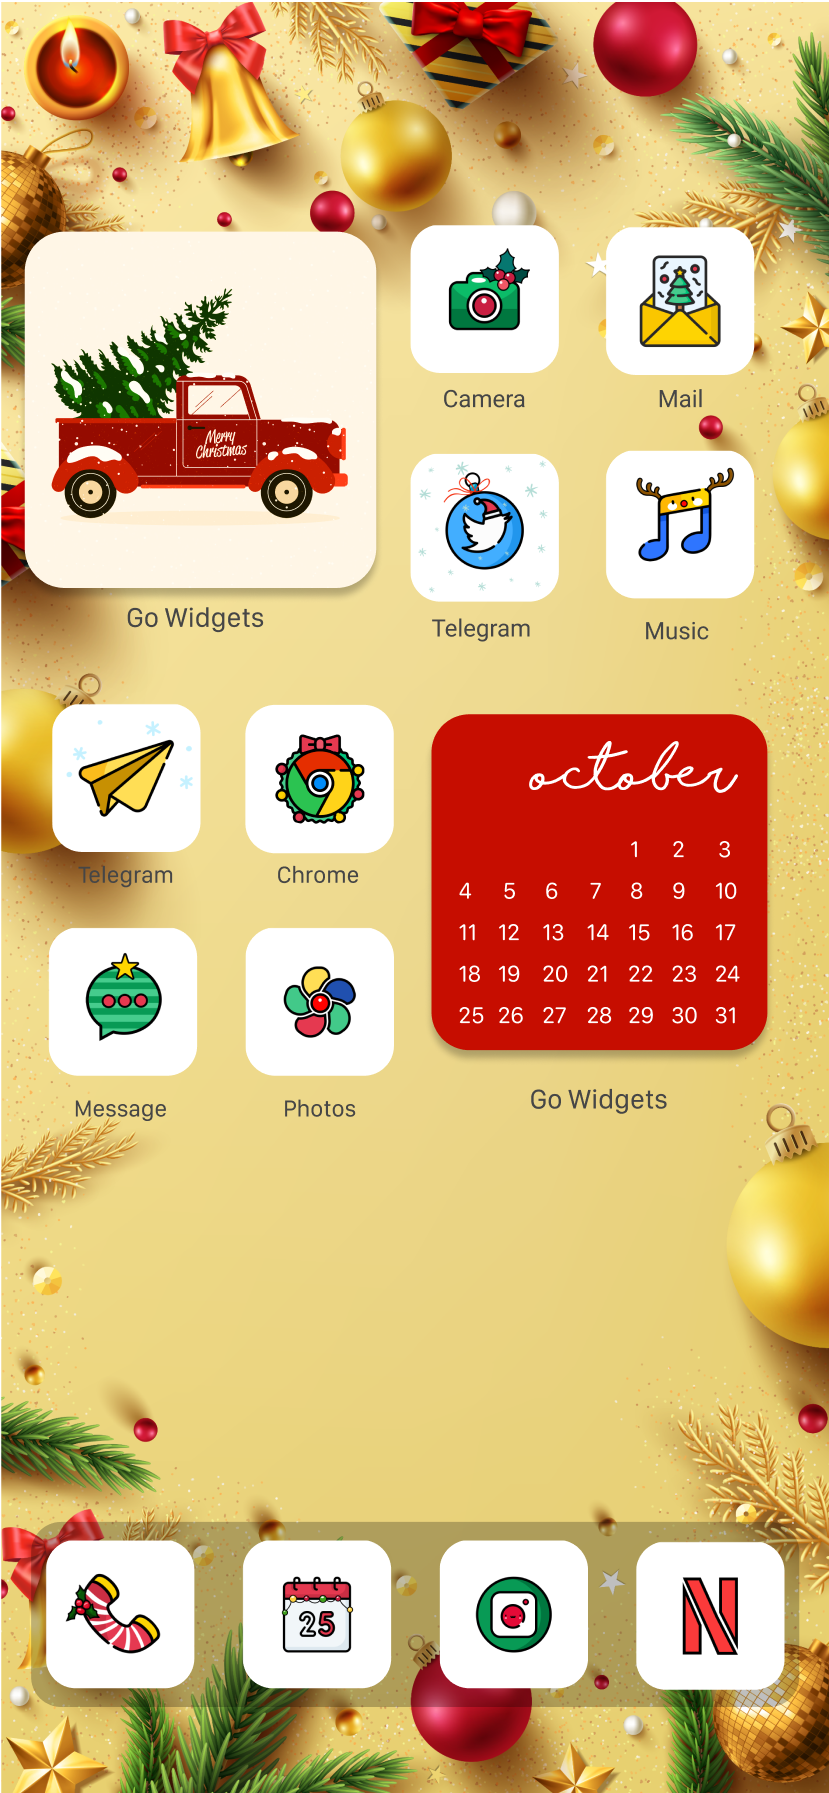 Merry
Christmas
Go Widgets
Camera
Mail
Telegram
Music
Telegram
Chrome
Message
Photos
october
1 2 3
4 5 6 7 8 9 10
11 12 13 14 15 16 17
18 19 20 21 22 23 24
25 26 27 28 29 30 31
Go Widgets
25
N